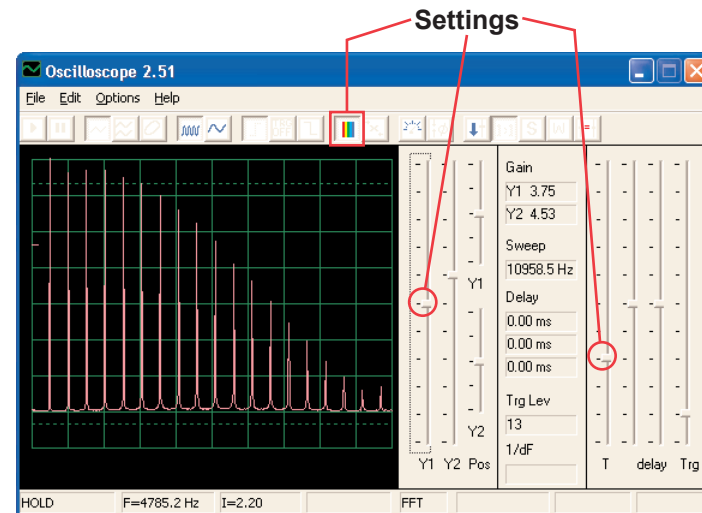 Settings
Oscilloscope 2.51
File Edit Options Help
Gain
Y1 3.75
Y2 4.53
Sweep
10958.5 Hz
Y1
Delay
0.00 ms
0.00 ms
0.00 ms
Trg Lev
13
Y2
1/dF
Y1 Y2 Pos
T delay Trg
HOLD F=4785.2 Hz I=2.20 FFT